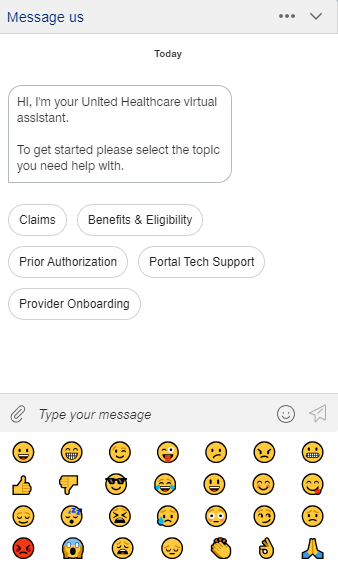 Message us
Today
Hi, I'm your United Healthcare virtual
assistant.
To get started please select the topic
you need help with.
Claims
Benefits & Eligibility
Prior Authorization
Portal Tech Support
Provider Onboarding
Type your message